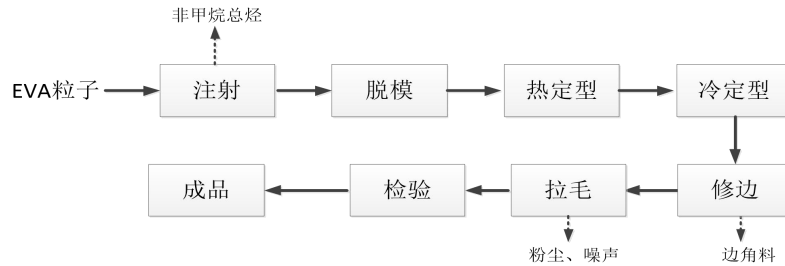 非甲烷总烃
EVA粒子
注射
脱模
热定型
冷定型
成品
检验
拉毛
修边
粉尘、噪声
边角料